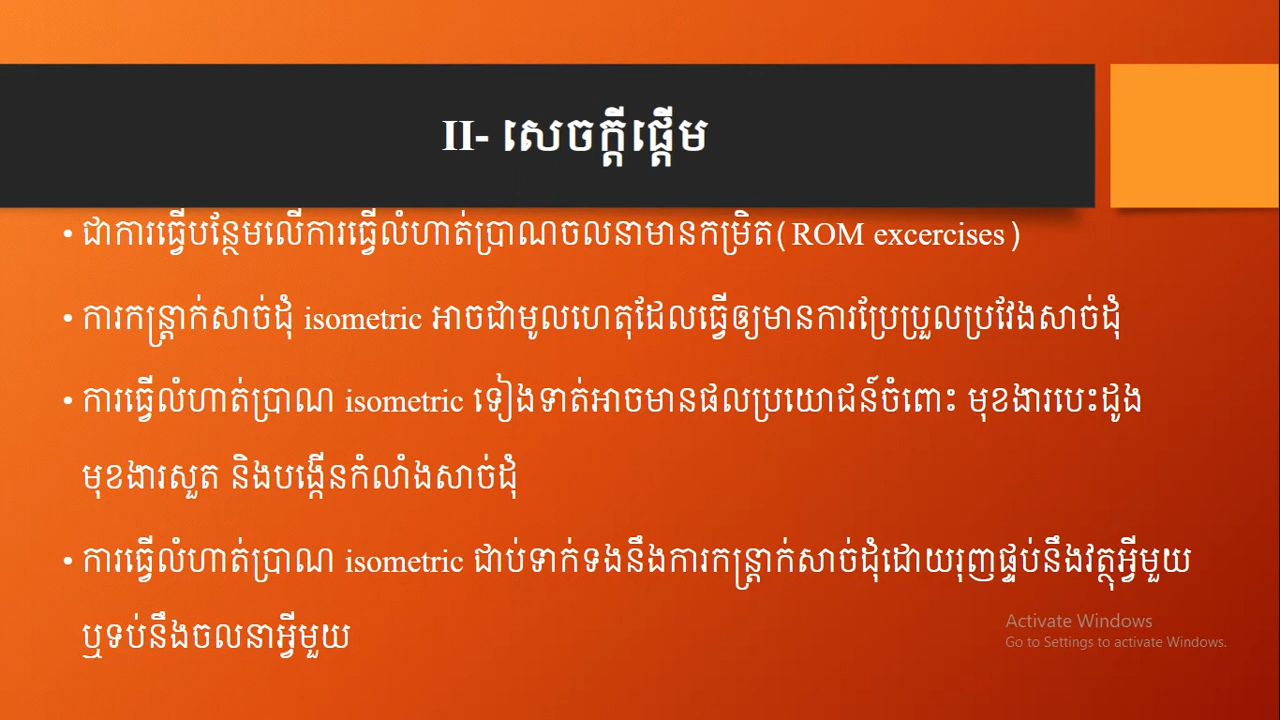 II- សេចក្តីផ្តើម
• ជាការធ្វើបន្ថែមលើការធ្វើលំហាត់ប្រាណចលនាមានកម្រិត(ROM excercises)
• ការកន្ត្រាក់សាច់ដុំ isometric អាចជាមូលហេតុដែលធ្វើឲ្យមានការប្រែប្រួលប្រវែងសាច់ដុំ
• ការធ្វើលំហាត់ប្រាណ isometric ទៀងទាត់អាចមានផលប្រយោជន៍ចំពោះ មុខងារបេះដូង
មុខងារសួត និងបង្កើនកំលាំងសាច់ដុំ
• ការធ្វើលំហាត់ប្រាណ isometric ជាប់ទាក់ទងនឹងការកន្ត្រាក់សាច់ដុំដោយរុញផ្ទប់នឹងវត្ថុអ្វីមួយ
ឬទប់នឹងចលនាអ្វីមួយ
Activate Windows
Go to Settings to activate Windows.